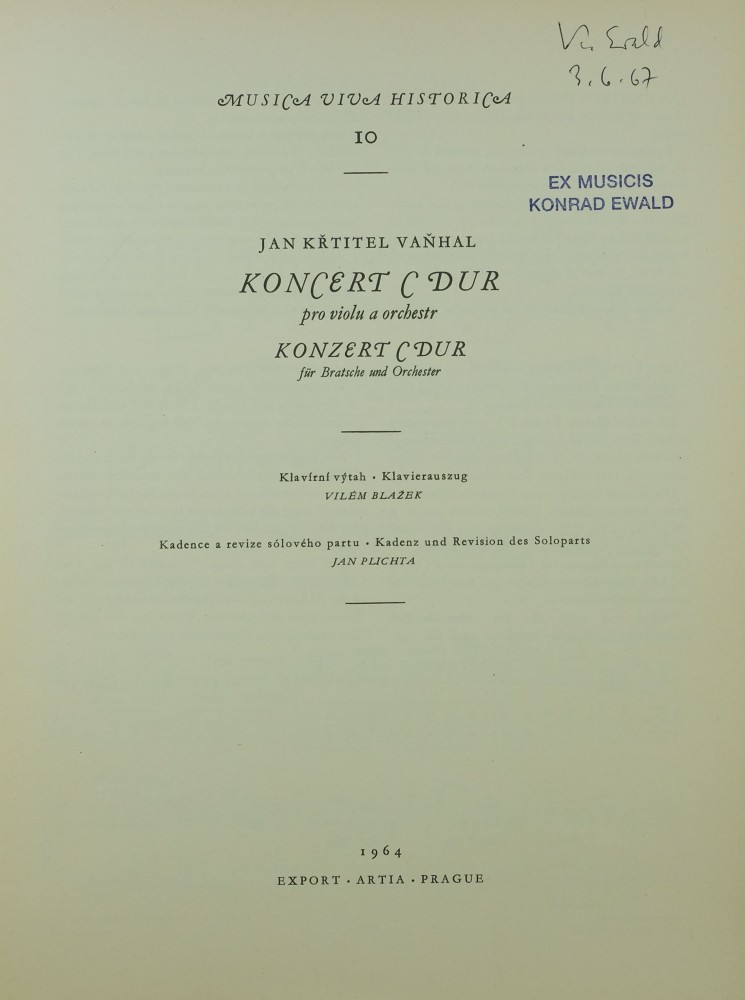 Ewald
3.6.67
MUSICA VIVA HISTORICA
10
EX MUSICIS
KONRAD EWALD
JAN KŘTITEL VAŇHAL
KONCERT C DUR
pro violu a orchestr
KONZERT C DUR
für Bratsche und Orchester
Klavírní výtah · Klavierauszug
VILÉM BLAŽEK
Kadence a revize sólového partu · Kadenz und Revision des Soloparts
JAN PLICHTA
1964
EXPORT · ARTIA · PRAGUE